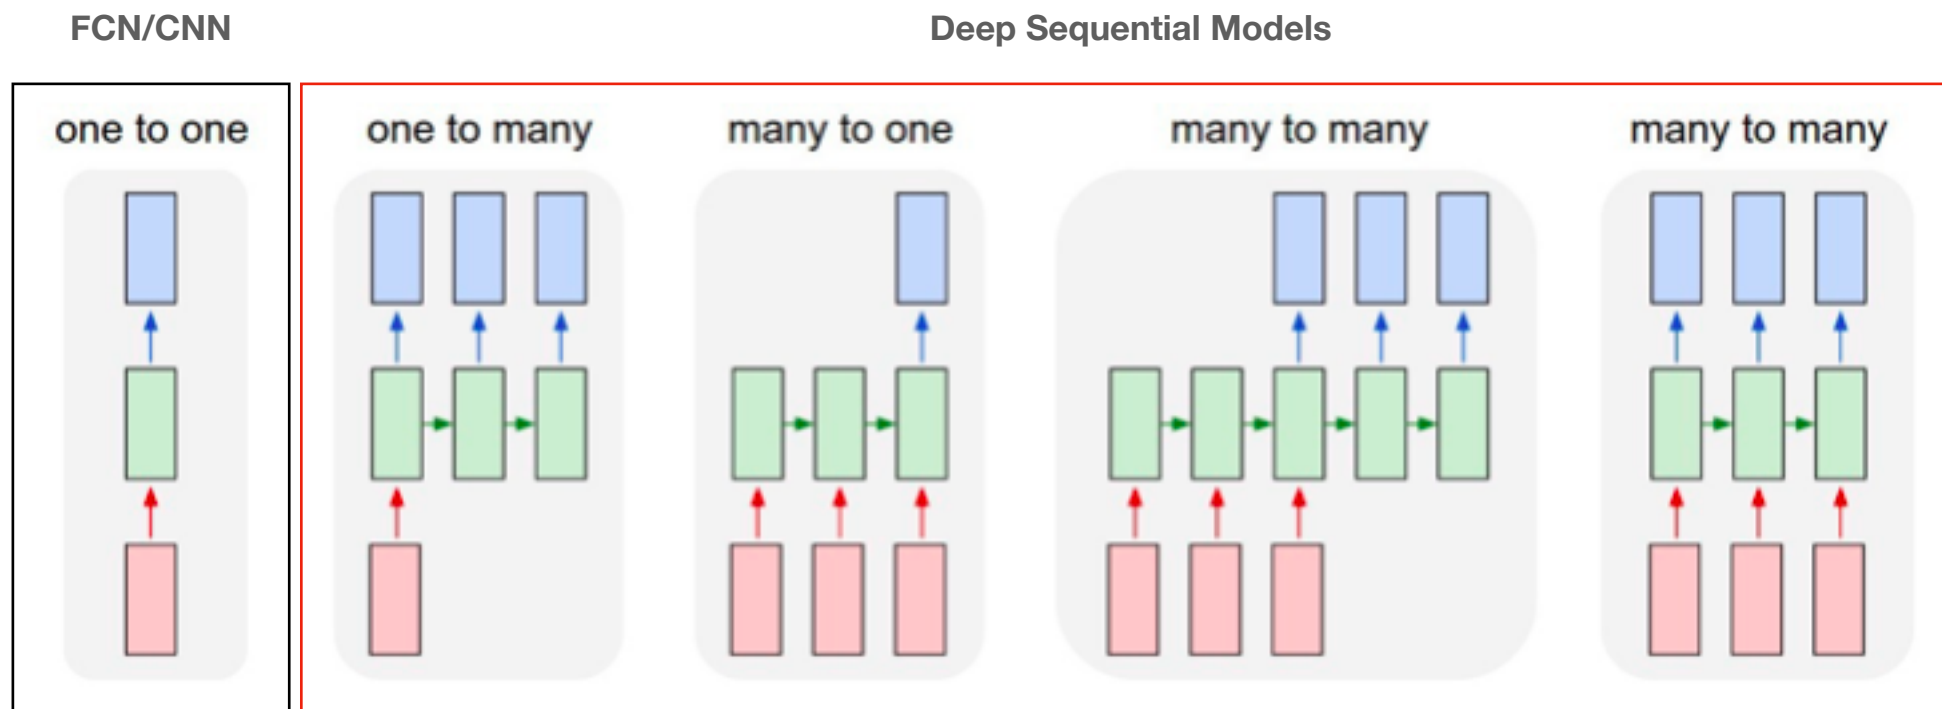 FCN/CNN
Deep Sequential Models
one to one
one to many
many to one
many to many
many to many